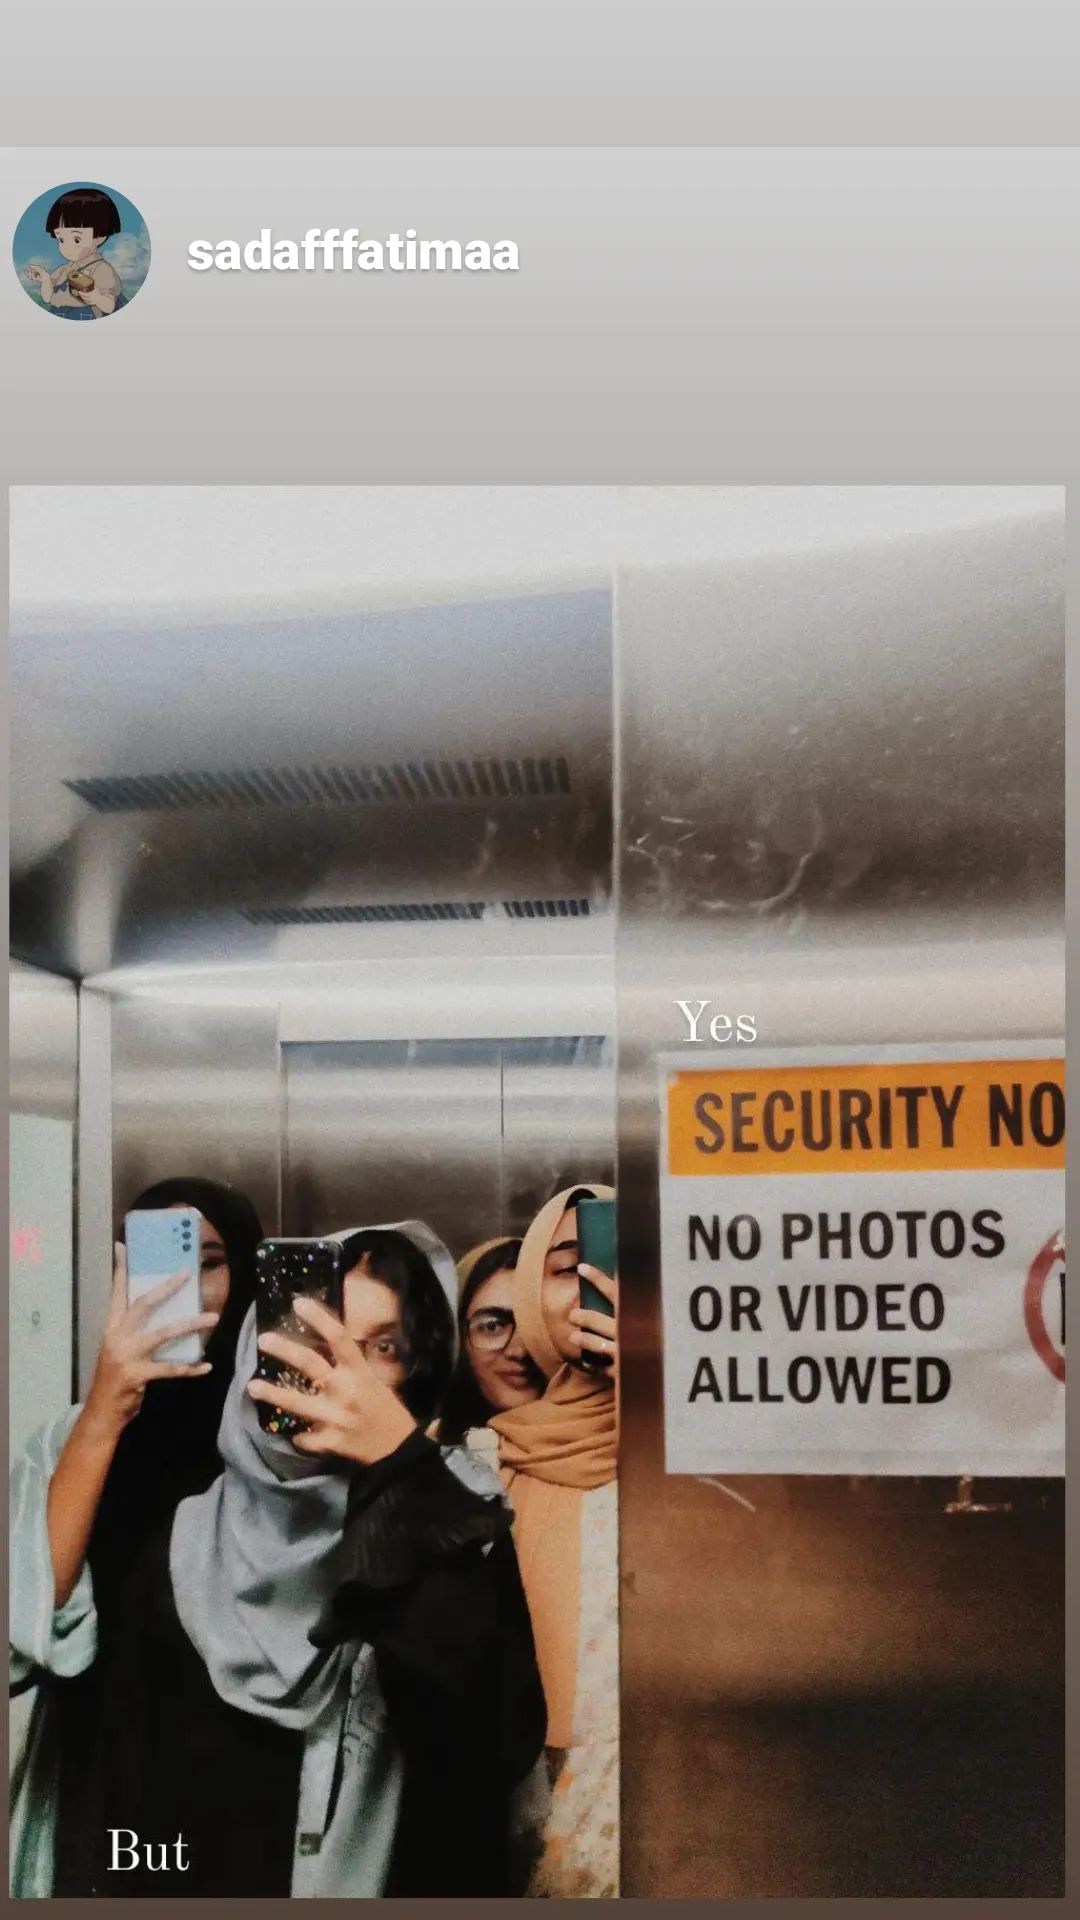 sadafffatimaa
Yes
SECURITY NO
NO PHOTOS
OR VIDEO
ALLOWED
But